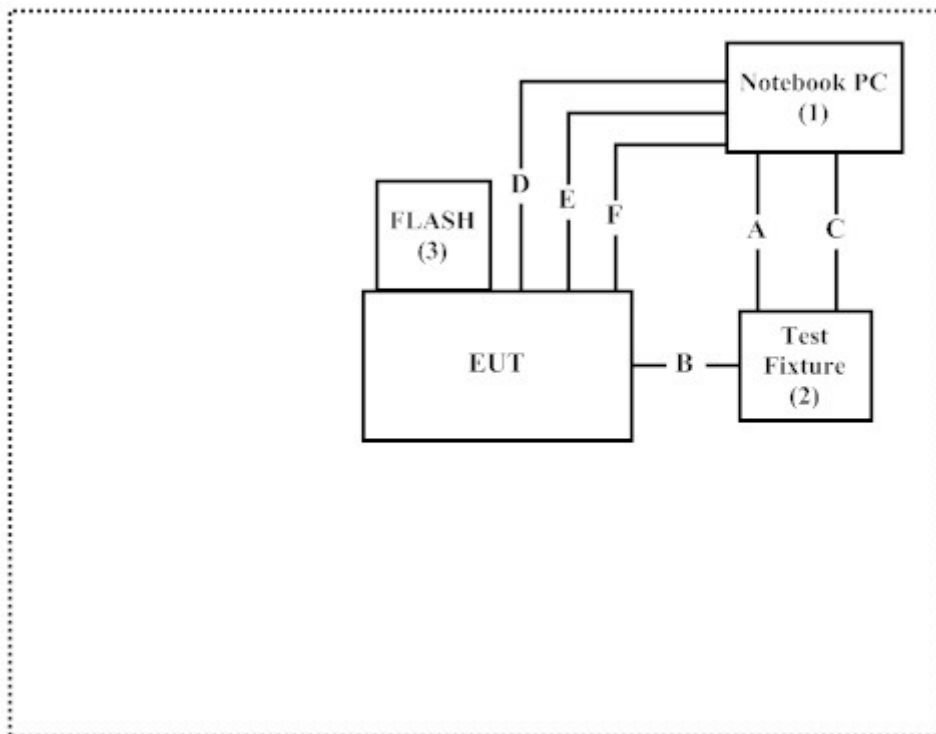 Notebook PC
(1)
D
E
F
FLASH
(3)
A
C
EUT
B
Test
Fixture
(2)